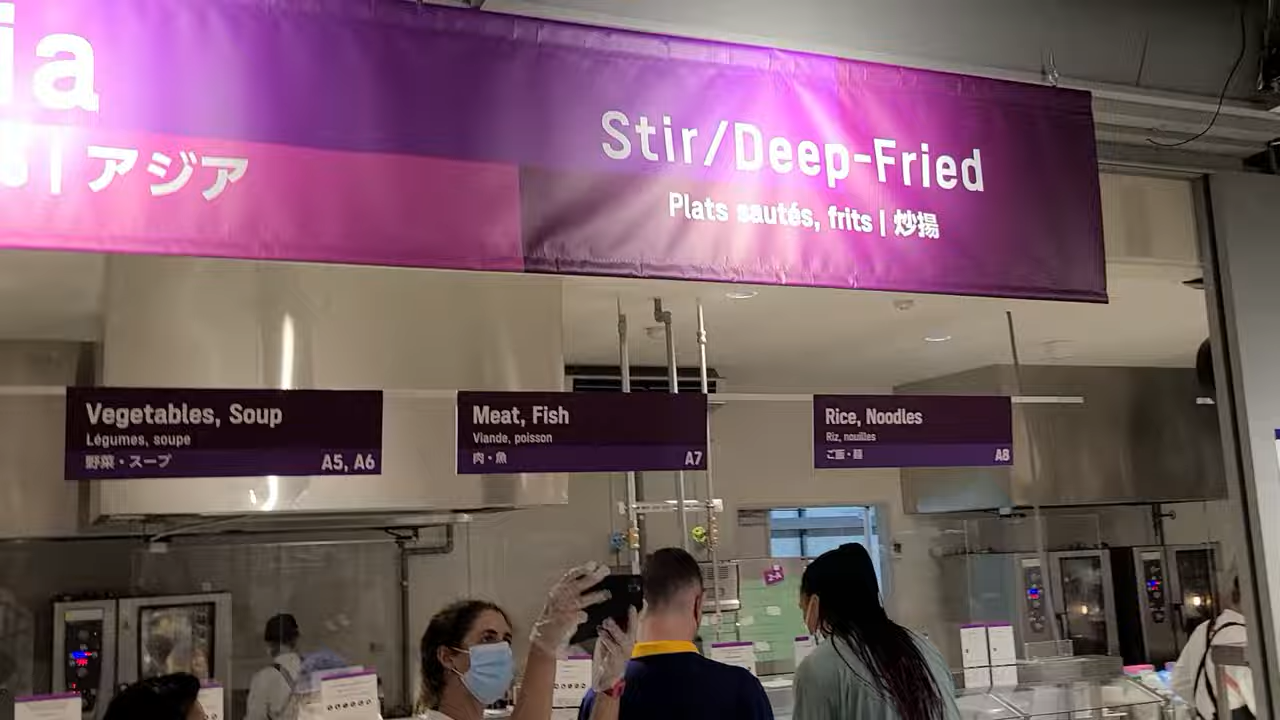 ia
| アジア
Stir/Deep-Fried
Plats sautés, frits | 炒揚
Vegetables, Soup
Légumes, soupe
野菜・スープ
A5, A6
Meat, Fish
Viande, poisson
肉・魚
A7
Rice, Noodles
Riz, nouilles
ご飯・麺
A8